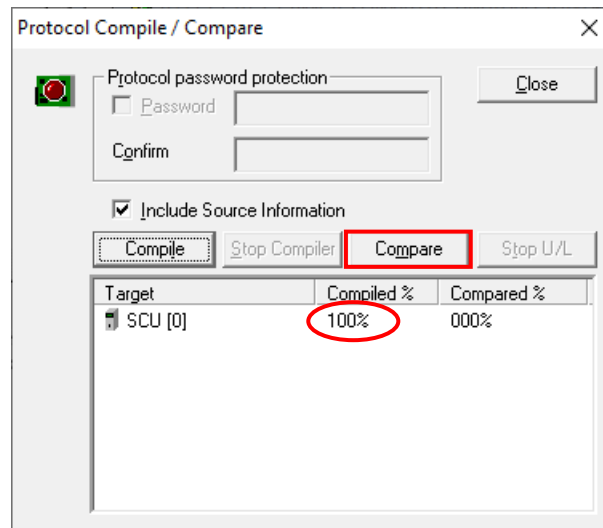 Protocol Compile / Compare
Protocol password protection
Close
Password
Confirm
Include Source Information
Compile Stop Compiler Compare Stop U/L
Target Compiled % Compared %
SCU [0] 100% 000%